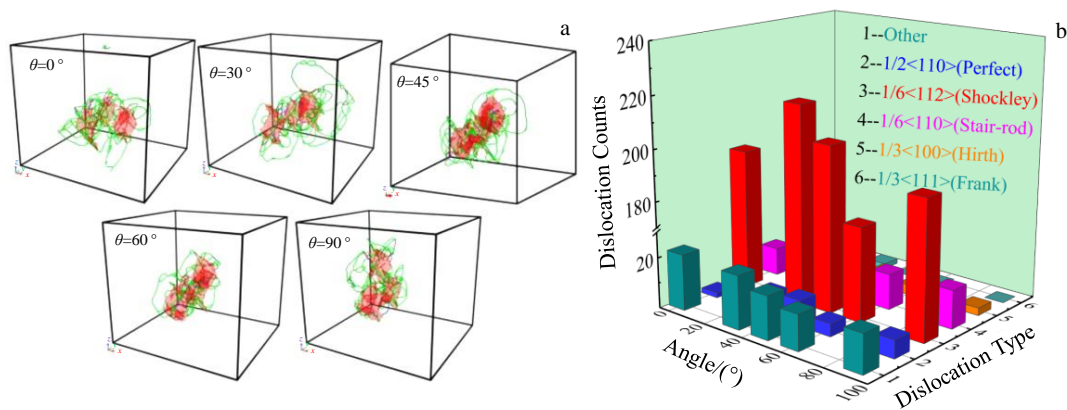 a
θ=0 °
θ=30 °
θ=45 °
θ=60 °
θ=90 °
z
x
z
x
z
x
z
x
z
x
b
240
220
200
180
20
Dislocation Counts
1--Other
2--1/2<110>(Perfect)
3--1/6<112>(Shockley)
4--1/6<110>(Stair-rod)
5--1/3<100>(Hirth)
6--1/3<111>(Frank)
0
20
40
60
80
100
Angle/(°)
1
2
3
4
5
6
Dislocation Type